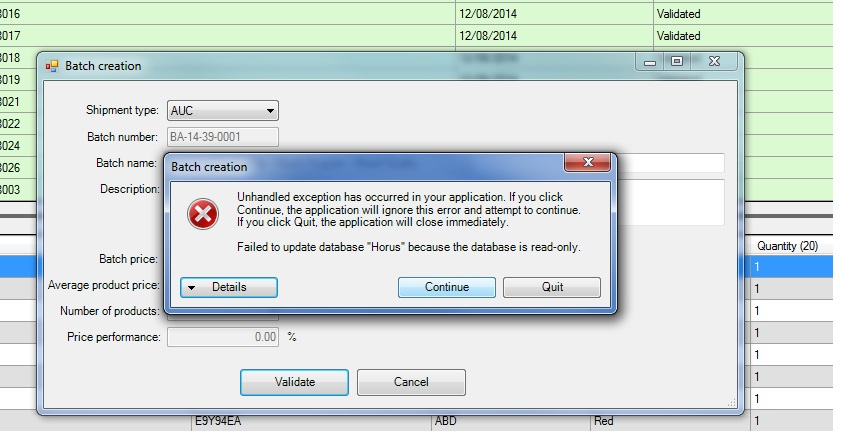 3016 12/08/2014 Validated
3017 12/08/2014 Validated
3018
3019
3021
3022
3024
3026
3003
Batch creation
Shipment type: AUC
Batch number: BA-14-39-0001
Batch name:
Description:
Batch creation
Unhandled exception has occurred in your application. If you click
Continue, the application will ignore this error and attempt to continue.
If you click Quit, the application will close immediately.
Failed to update database "Horus" because the database is read-only.
Details Continue Quit
Batch price:
Average product price:
Number of products:
Price performance: 0.00 %
Validate Cancel
Quantity (20)
1
1
1
1
1
1
1
E9Y94EA ABD Red 1